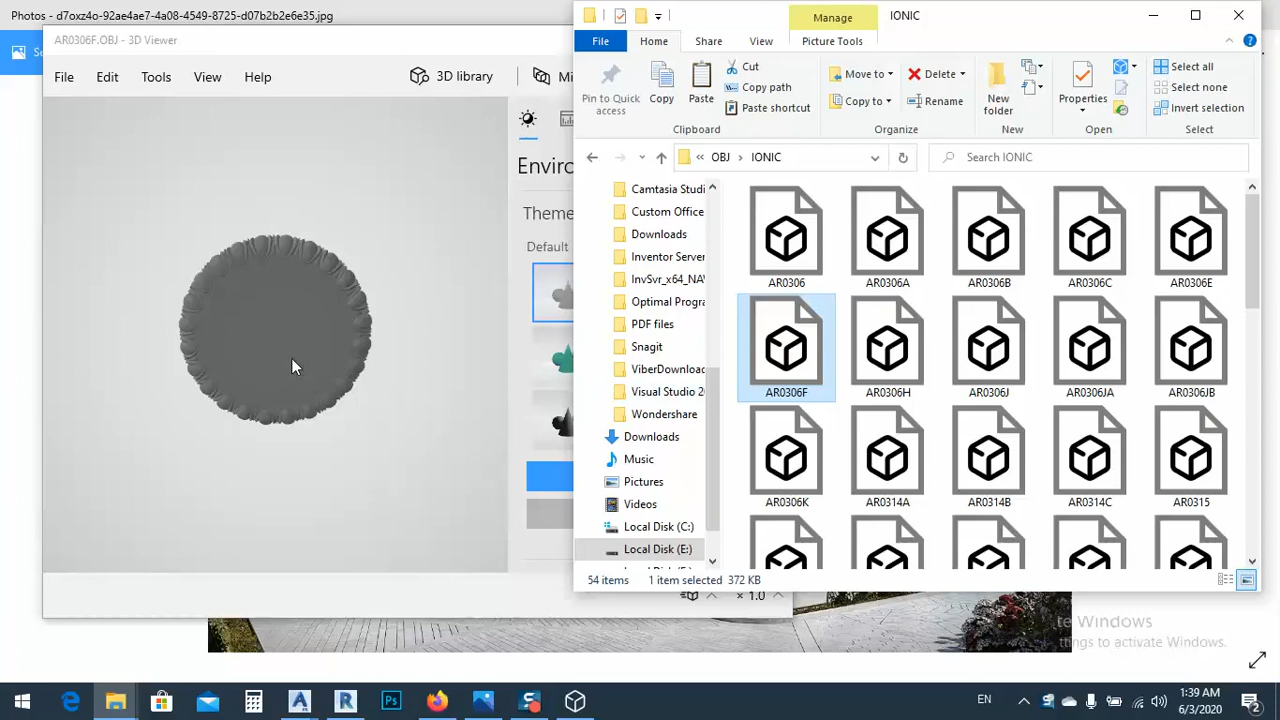 Photos - d7oxz4o-92ae4ae7-4a08-4549-8725-d07b2b2e6e35.jpg
AR0306F.OBJ - 3D Viewer
File Edit Tools View Help
3D library
Mi
Environ
Theme
Default
× 1.0
Manage
IONIC
File Home Share View Picture Tools
Pin to Quick access
Copy
Paste
Cut
Copy path
Paste shortcut
Clipboard
Move to
Copy to
Delete
Rename
Organize
New folder
New
Properties
Open
Select all
Select none
Invert selection
Select
« OBJ › IONIC
Search IONIC
Camtasia Studi
Custom Office
Downloads
Inventor Server
InvSvr_x64_NAV
Optimal Progra
PDF files
Snagit
ViberDownload
Visual Studio 20
Wondershare
Downloads
Music
Pictures
Videos
Local Disk (C:)
Local Disk (E:)
AR0306 AR0306A AR0306B AR0306C AR0306E
AR0306F AR0306H AR0306J AR0306JA AR0306JB
AR0306K AR0314A AR0314B AR0314C AR0315
54 items 1 item selected 372 KB
te Windows
ttings to activate Windows.
EN
1:39 AM
6/3/2020
2